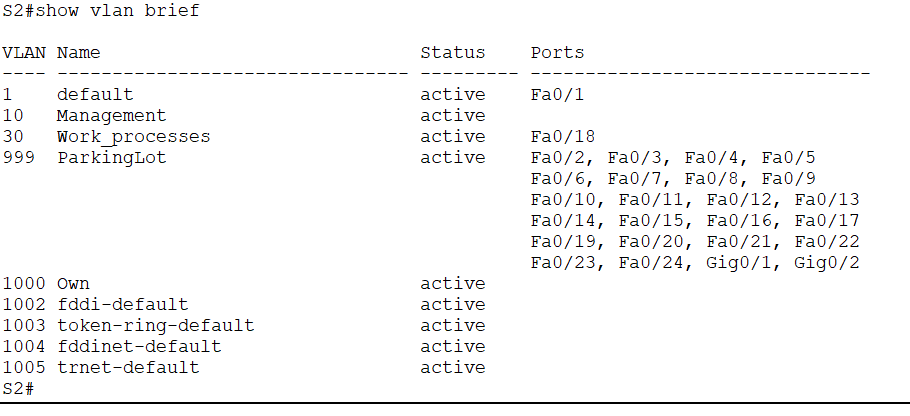 S2#show vlan brief
VLAN Name                             Status    Ports
---- -------------------------------- --------- -------------------------------
1    default                          active    Fa0/1
10   Management                       active
30   Work_processes                   active    Fa0/18
999  ParkingLot                       active    Fa0/2, Fa0/3, Fa0/4, Fa0/5
                                                Fa0/6, Fa0/7, Fa0/8, Fa0/9
                                                Fa0/10, Fa0/11, Fa0/12, Fa0/13
                                                Fa0/14, Fa0/15, Fa0/16, Fa0/17
                                                Fa0/19, Fa0/20, Fa0/21, Fa0/22
                                                Fa0/23, Fa0/24, Gig0/1, Gig0/2
1000 Own                              active
1002 fddi-default                     active
1003 token-ring-default               active
1004 fddinet-default                  active
1005 trnet-default                    active
S2#